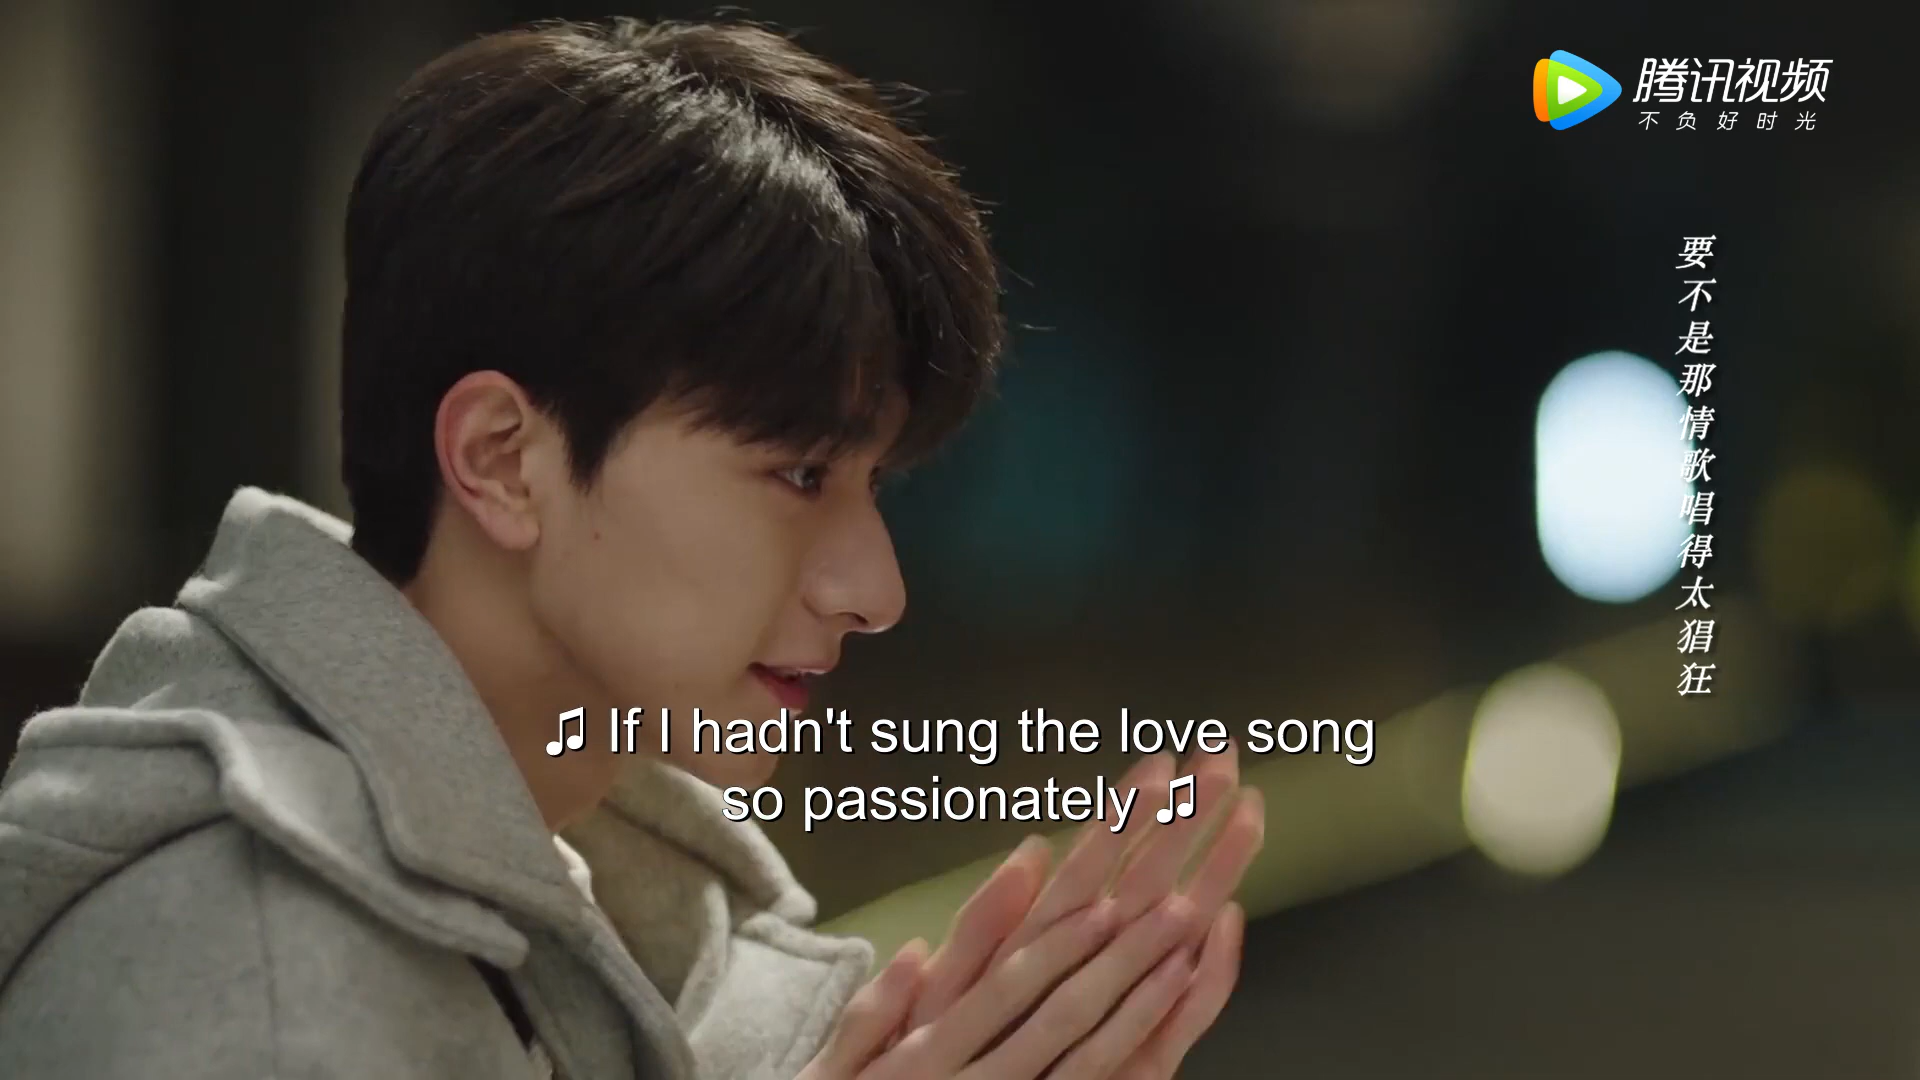 腾讯视频
不负好时光
要不是那情歌唱得太猖狂
♫ If I hadn't sung the love song
so passionately ♫